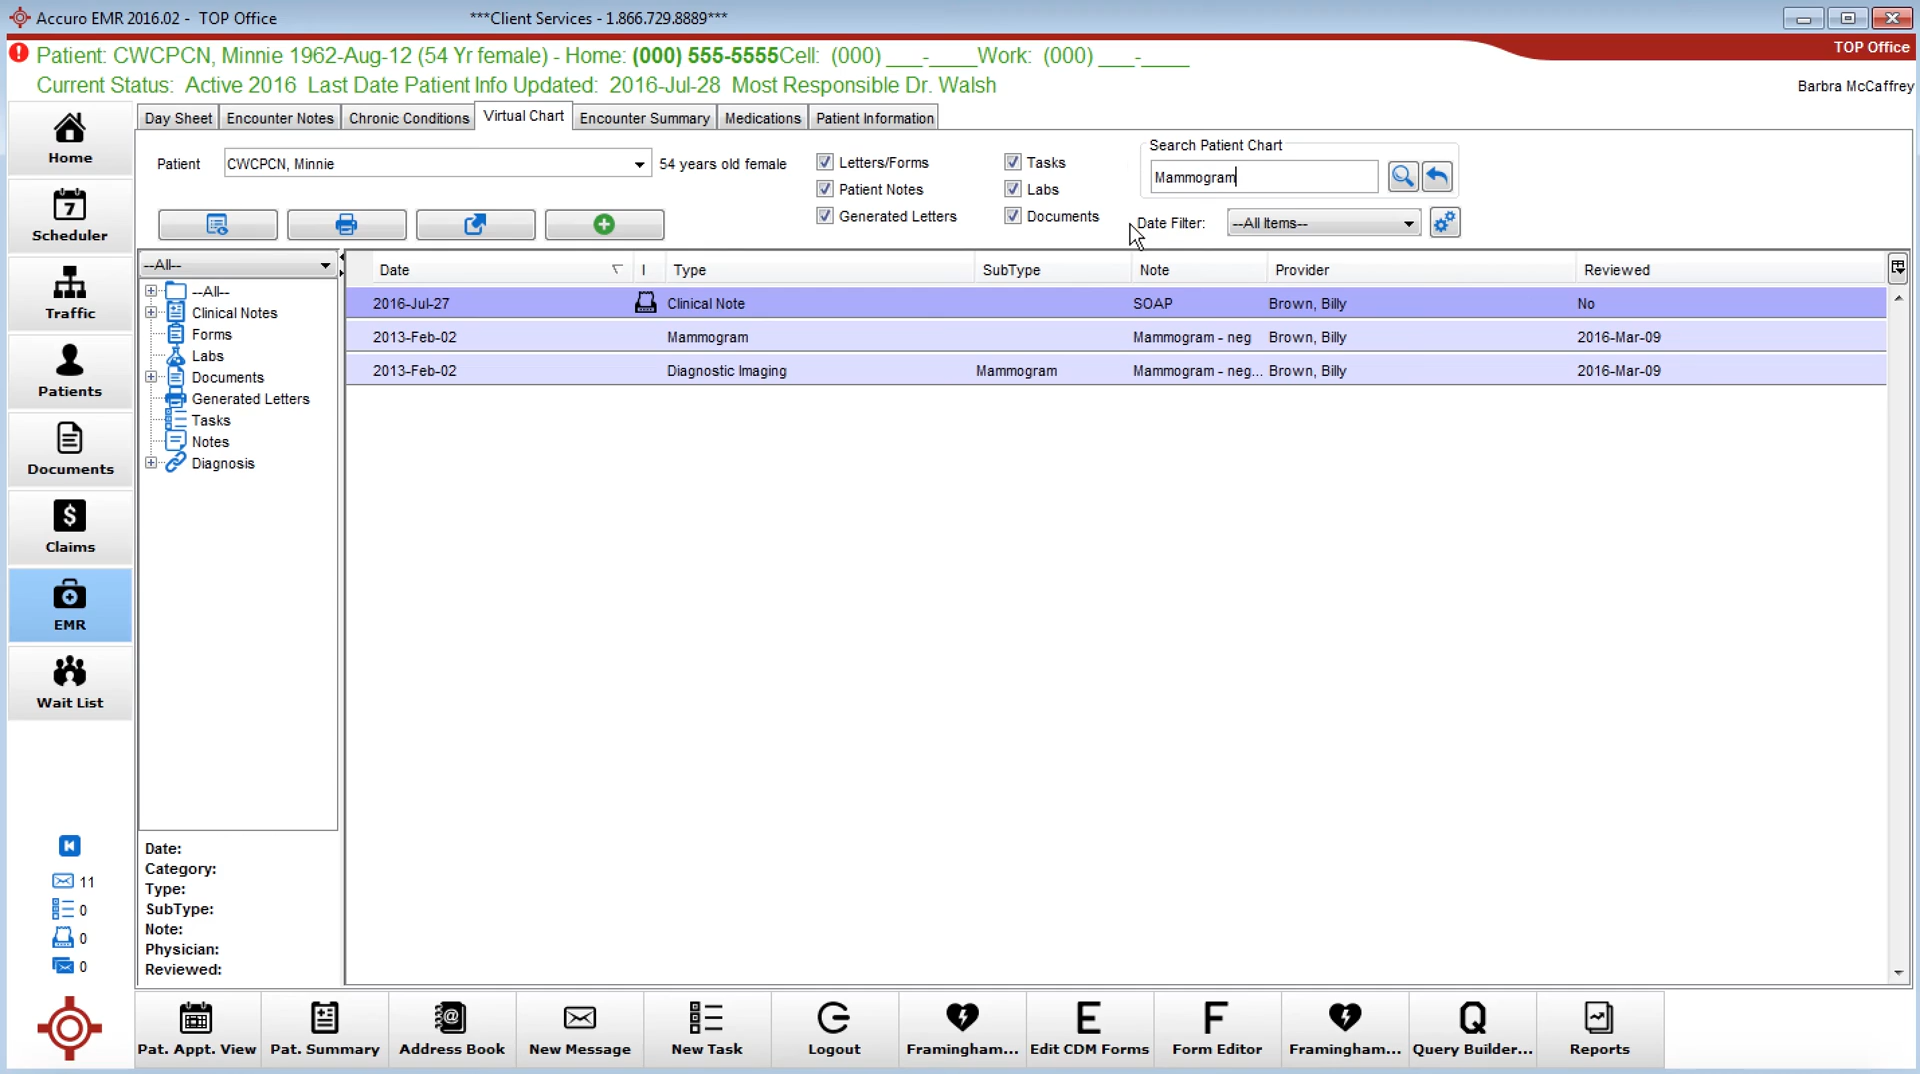 Accuro EMR 2016.02 - TOP Office
***Client Services - 1.866.729.8889***
Patient: CWCPCN, Minnie 1962-Aug-12 (54 Yr female) - Home: (000) 555-5555Cell: (000) ___-____Work: (000) ___-____
TOP Office
Current Status: Active 2016 Last Date Patient Info Updated: 2016-Jul-28 Most Responsible Dr. Walsh
Barbra McCaffrey
Home
7
Scheduler
Traffic
Patients
Documents
$
Claims
EMR
Wait List
11
0
0
0
Day Sheet
Encounter Notes
Chronic Conditions
Virtual Chart
Encounter Summary
Medications
Patient Information
Patient
CWCPCN, Minnie
54 years old female
Letters/Forms
Patient Notes
Generated Letters
Tasks
Labs
Documents
Search Patient Chart
Mammogram
Date Filter:
--All Items--
--All--
--All--
Clinical Notes
Forms
Labs
Documents
Generated Letters
Tasks
Notes
Diagnosis
Date:
Category:
Type:
SubType:
Note:
Physician:
Reviewed:
Date I Type SubType Note Provider Reviewed
2016-Jul-27 Clinical Note SOAP Brown, Billy No
2013-Feb-02 Mammogram Mammogram - neg Brown, Billy 2016-Mar-09
2013-Feb-02 Diagnostic Imaging Mammogram Mammogram - neg... Brown, Billy 2016-Mar-09
Pat. Appt. View
Pat. Summary
@
Address Book
New Message
New Task
Logout
Framingham...
E
Edit CDM Forms
F
Form Editor
Framingham...
Q
Query Builder...
Reports